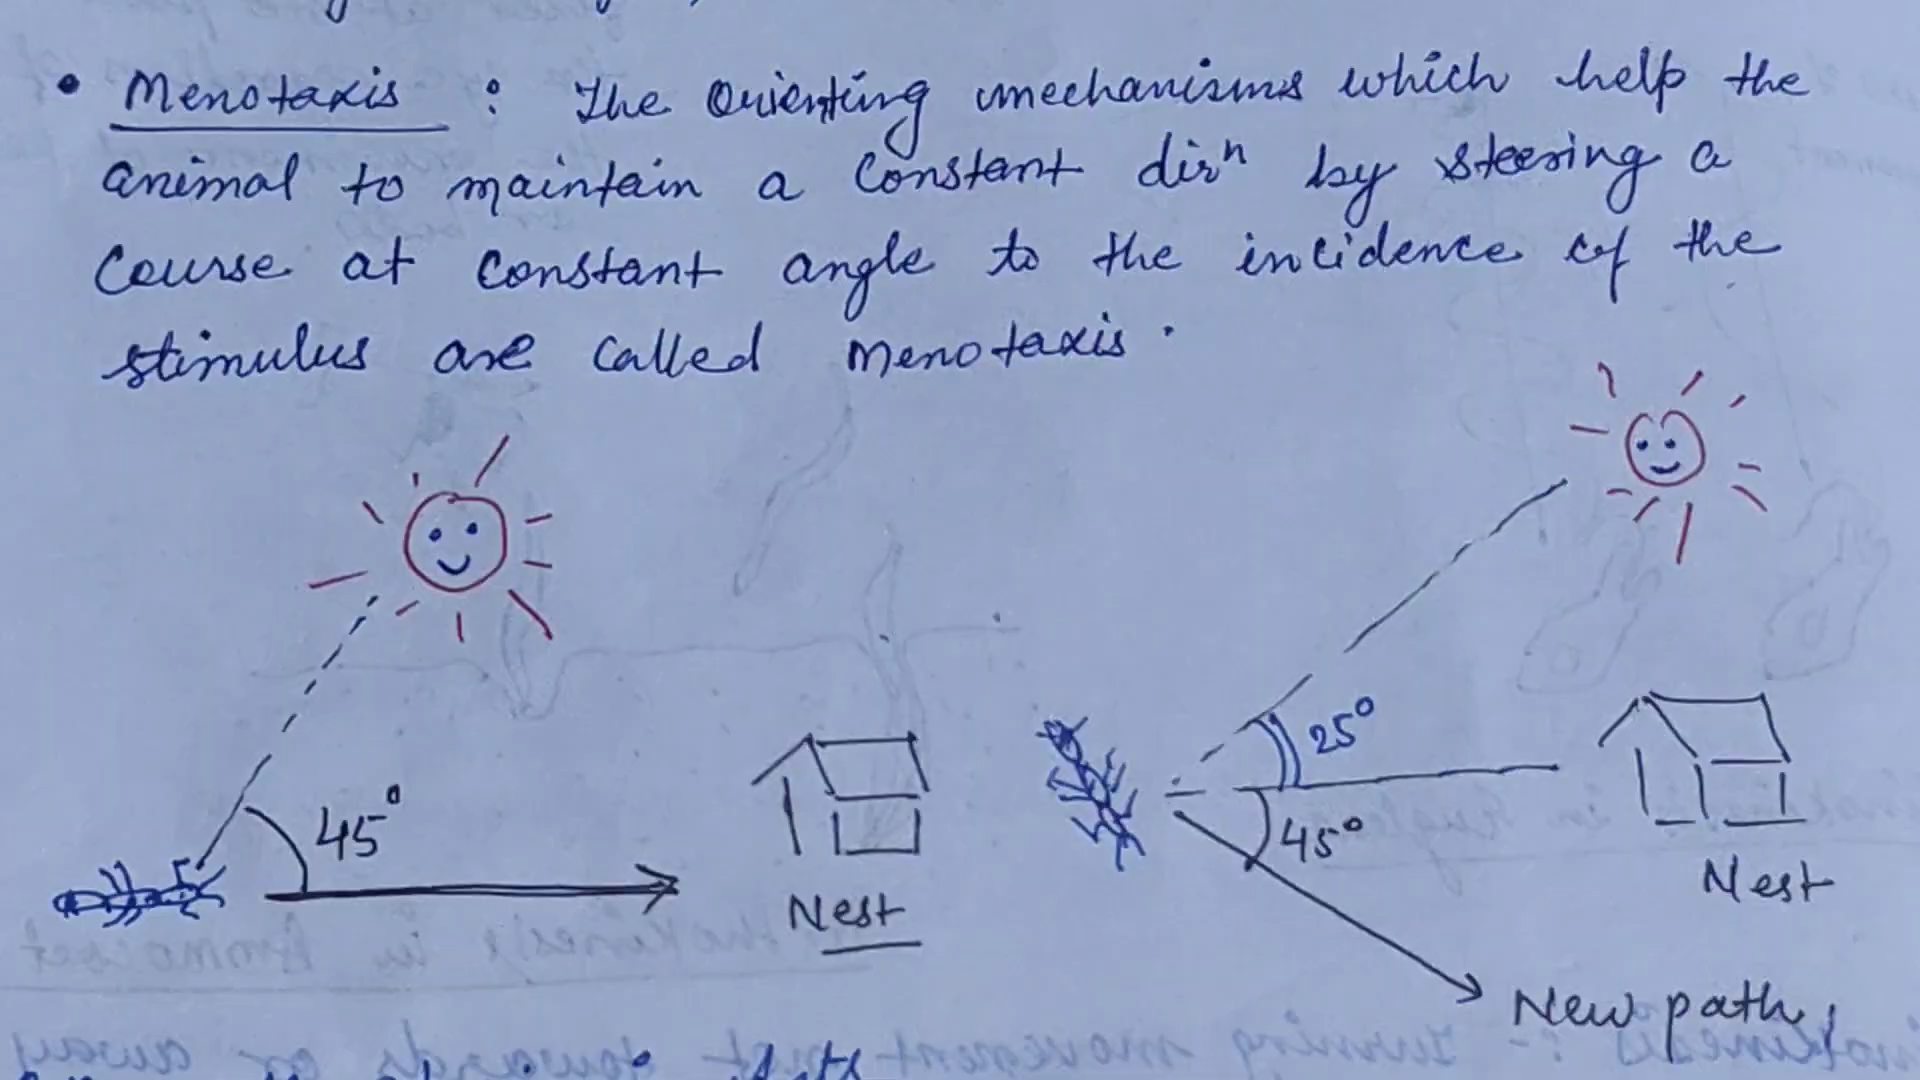 • Menotaxis : The Orienting mechanisms which help the
animal to maintain a constant dirⁿ by steering a
course at constant angle to the incidence of the
stimulus are called menotaxis.
45°
Nest
25°
45°
Nest
New path